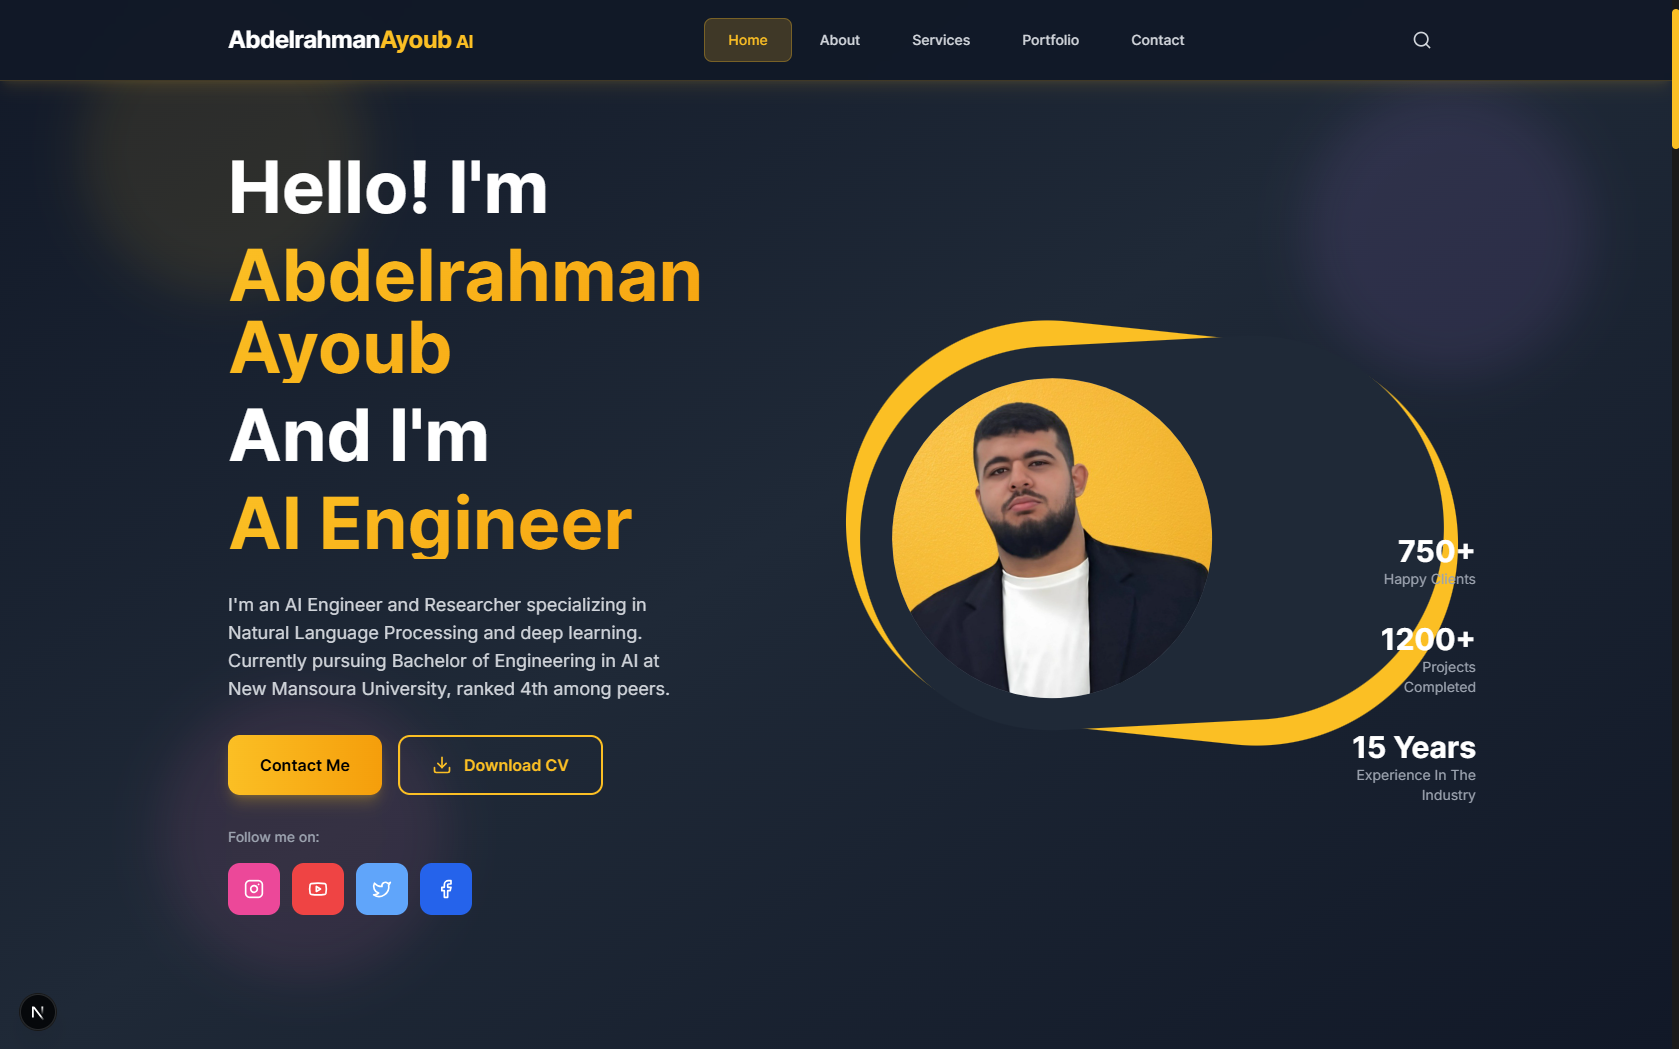 AbdelrahmanAyoub AI
Home
About
Services
Portfolio
Contact
Hello! I'm
Abdelrahman
Ayoub
And I'm
AI Engineer
I'm an AI Engineer and Researcher specializing in
Natural Language Processing and deep learning.
Currently pursuing Bachelor of Engineering in AI at
New Mansoura University, ranked 4th among peers.
Contact Me
Download CV
Follow me on:
750+
Happy Clients
1200+
Projects
Completed
15 Years
Experience In The
Industry
N